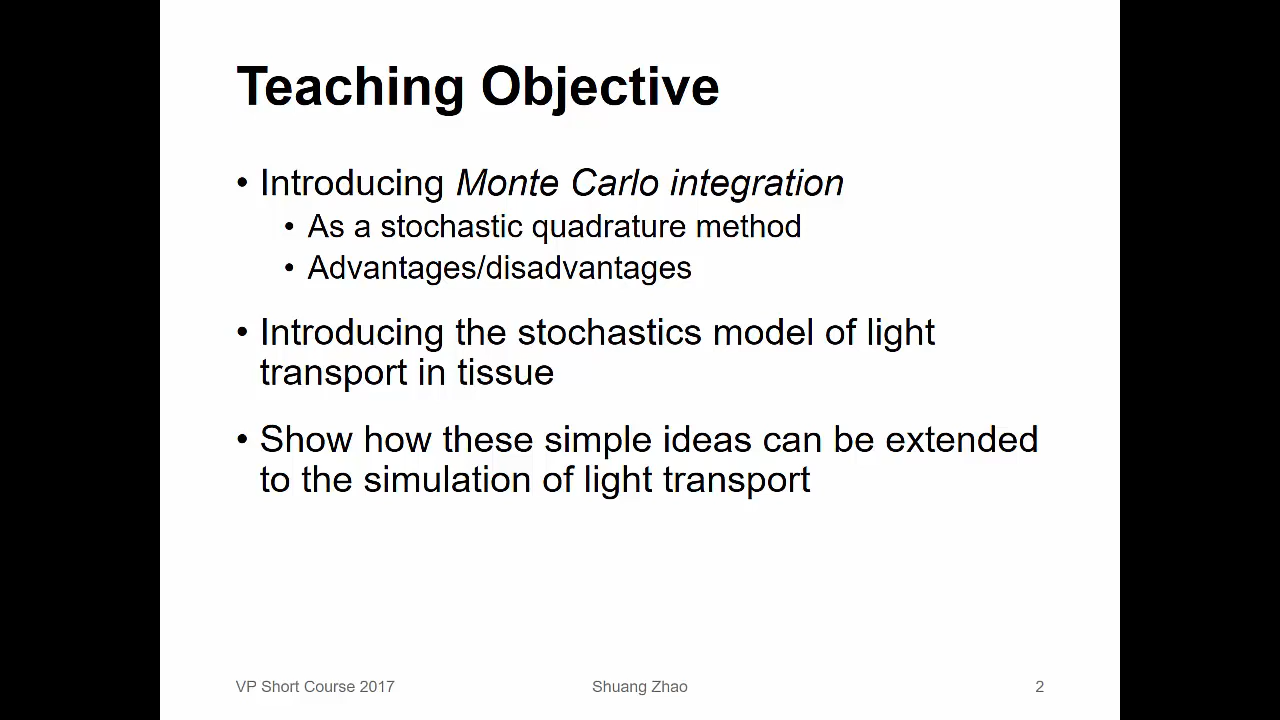 Teaching Objective
• Introducing Monte Carlo integration
• As a stochastic quadrature method
• Advantages/disadvantages
• Introducing the stochastics model of light
transport in tissue
• Show how these simple ideas can be extended
to the simulation of light transport
VP Short Course 2017
Shuang Zhao
2